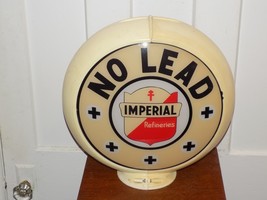 NO LEAD
IMPERIAL
Refineries